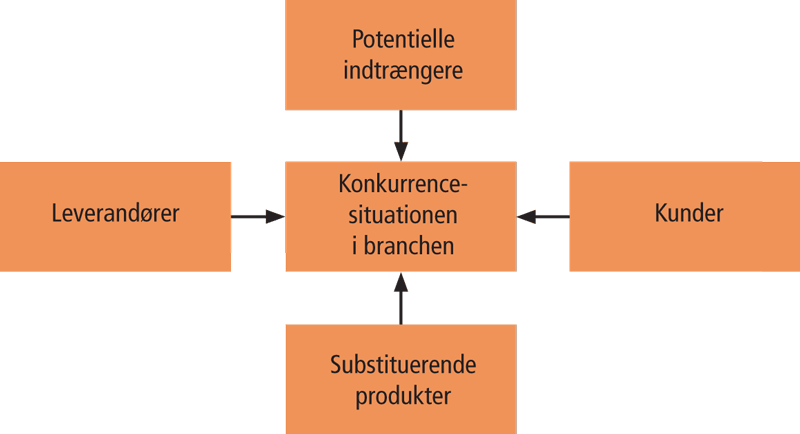 Potentielle
indtrængere
Leverandører
Konkurrence-
situationen
i branchen
Kunder
Substituerende
produkter